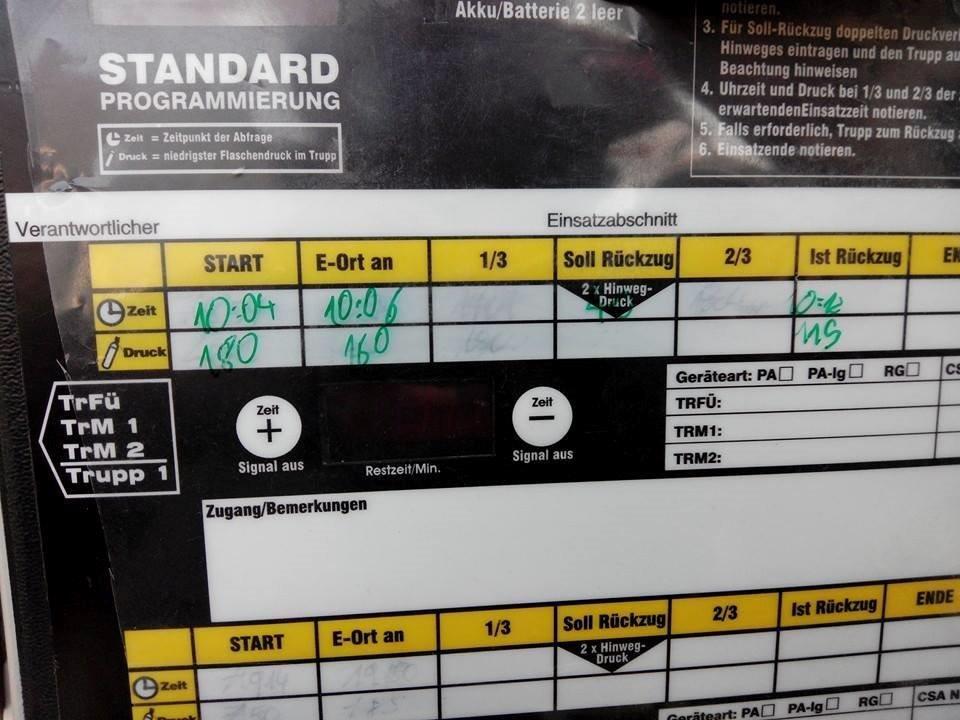 Akku/Batterie 2 leer
STANDARD
PROGRAMMIERUNG
Zeit = Zeitpunkt der Abfrage
Druck = niedrigster Flaschendruck im Trupp
notieren.
3. Für Soll-Rückzug doppelten
Hinweges eintragen und den Trupp
Beachtung hinweisen
4. Uhrzeit und Druck bei 1/3 und 2/3 der
erwartendenEinsatzzeit notieren.
5. Falls erforderlich, Trupp zum Rückzug
6. Einsatzende notieren.
Verantwortlicher Einsatzabschnitt
START E-Ort an 1/3 Soll Rückzug 2/3 Ist Rückzug
2 x Hinweg-
Druck
Zeit 10:04 10:06 10:12
Druck 180 160 115
TrFü
TrM 1
TrM 2
Trupp 1
Zeit
+
Signal aus
Restzeit/Min.
Zeit
−
Signal aus
Geräteart: PA PA-lg RG
TRFÜ:
TRM1:
TRM2:
Zugang/Bemerkungen
START E-Ort an 1/3 Soll Rückzug 2/3 Ist Rückzug ENDE
2 x Hinweg-
Druck
Zeit
Druck
Geräteart: PA PA-lg RG CSA